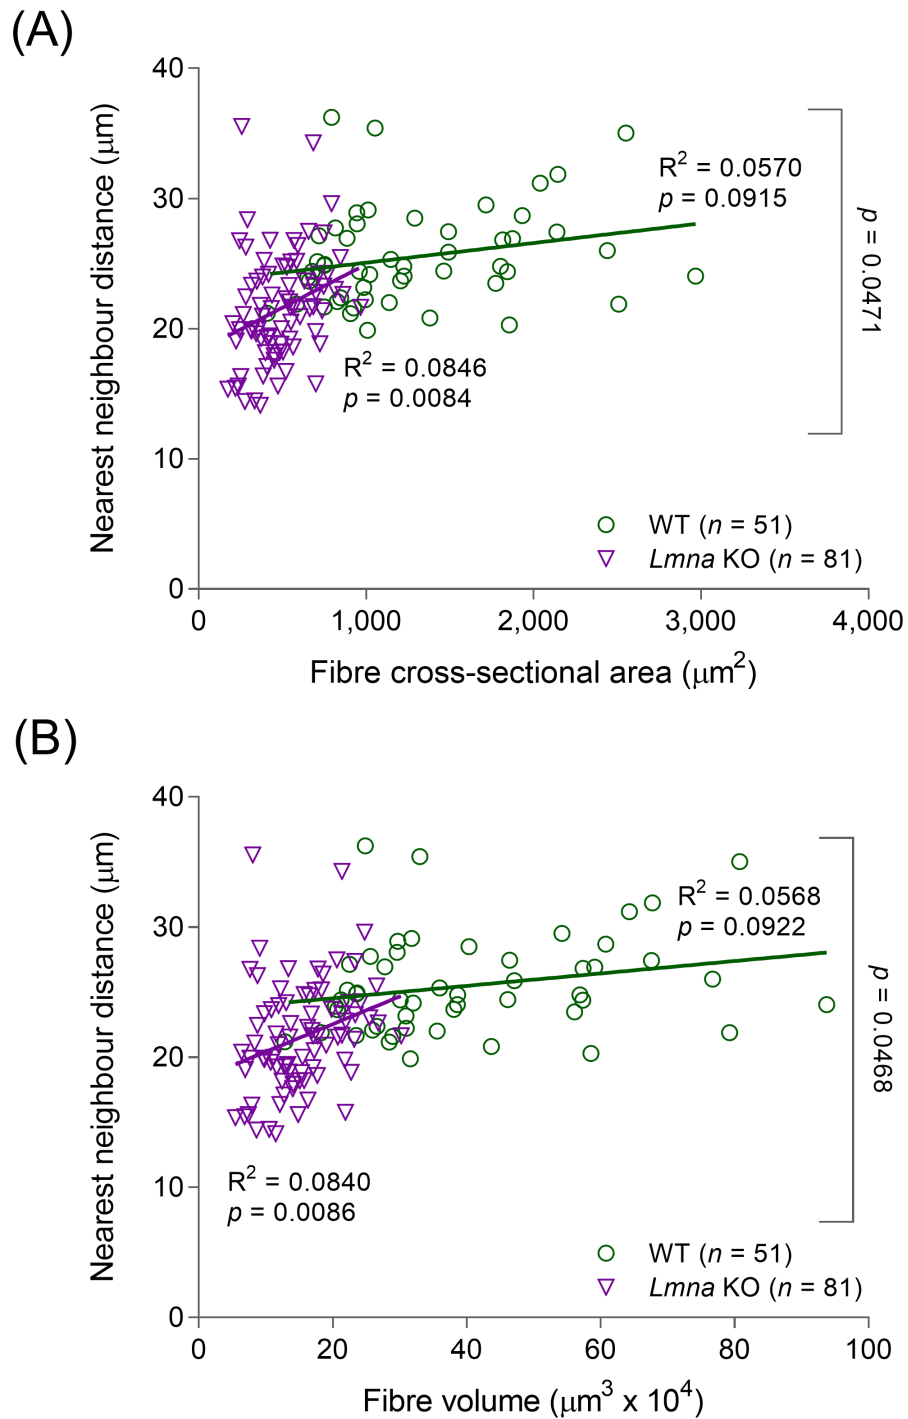 (A)
40
30
20
10
0
Nearest neighbour distance (μm)
R² = 0.0570
p = 0.0915
p = 0.0471
R² = 0.0846
p = 0.0084
WT (n = 51)
Lmna KO (n = 81)
0 1,000 2,000 3,000 4,000
Fibre cross-sectional area (μm²)
(B)
40
30
20
10
0
Nearest neighbour distance (μm)
R² = 0.0568
p = 0.0922
p = 0.0468
R² = 0.0840
p = 0.0086
WT (n = 51)
Lmna KO (n = 81)
0 20 40 60 80 100
Fibre volume (μm³ x 10⁴)